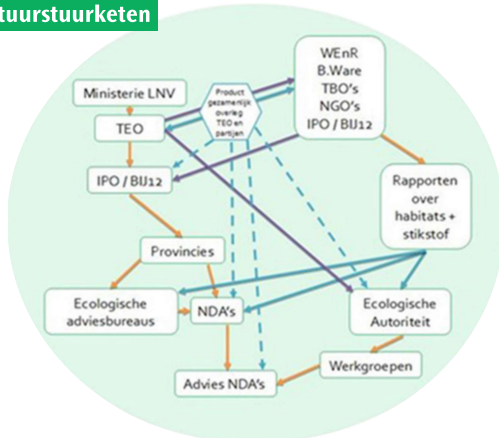 tuurstuurketen
WEnR
B.Ware
TBO's
NGO's
IPO / BIJ12
Ministerie LNV
Product
gezamenlijk
overleg
TEO en
partijen
TEO
IPO / BIJ12
Rapporten
over
habitats +
stikstof
Provincies
Ecologische
adviesbureaus
NDA's
Ecologische
Autoriteit
Werkgroepen
Advies NDA's